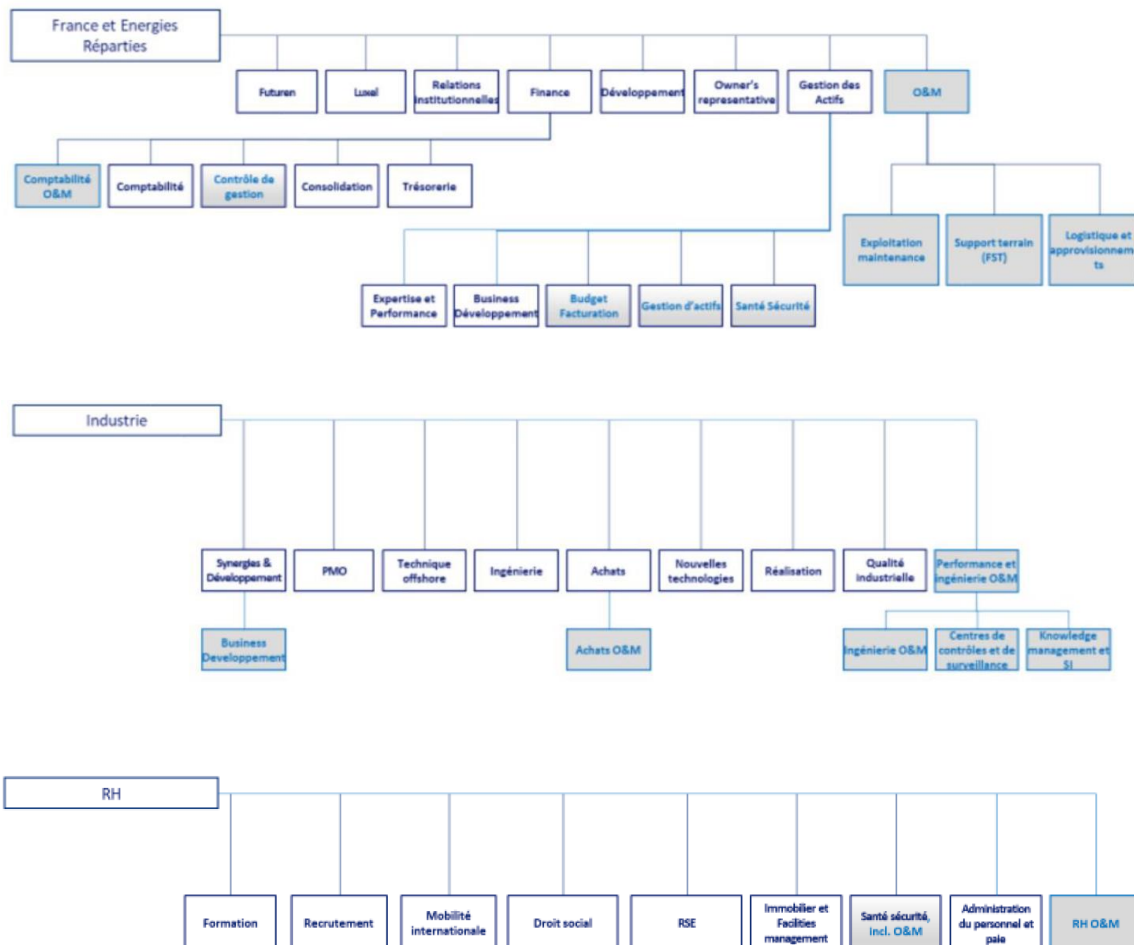 France et Energies
Réparties
Futuren
Luxel
Relations
Institutionnelles
Finance
Développement
Owner's
representative
Gestion des
Actifs
O&M
Comptabilité
O&M
Comptabilité
Contrôle de
gestion
Consolidation
Trésorerie
Exploitation
maintenance
Support terrain
(FST)
Logistique et
approvisionnemen
ts
Expertise et
Performance
Business
Développement
Budget
Facturation
Gestion d'actifs
Santé Sécurité
Industrie
Synergies &
Développement
PMO
Technique
offshore
Ingénierie
Achats
Nouvelles
technologies
Réalisation
Qualité
industrielle
Performance et
ingénierie O&M
Business
Developpement
Achats O&M
Ingénierie O&M
Centres de
contrôles et de
surveillance
Knowledge
management et
SI
RH
Formation
Recrutement
Mobilité
internationale
Droit social
RSE
Immobilier et
Facilities
management
Santé sécurité,
incl. O&M
Administration
du personnel et
paie
RH O&M